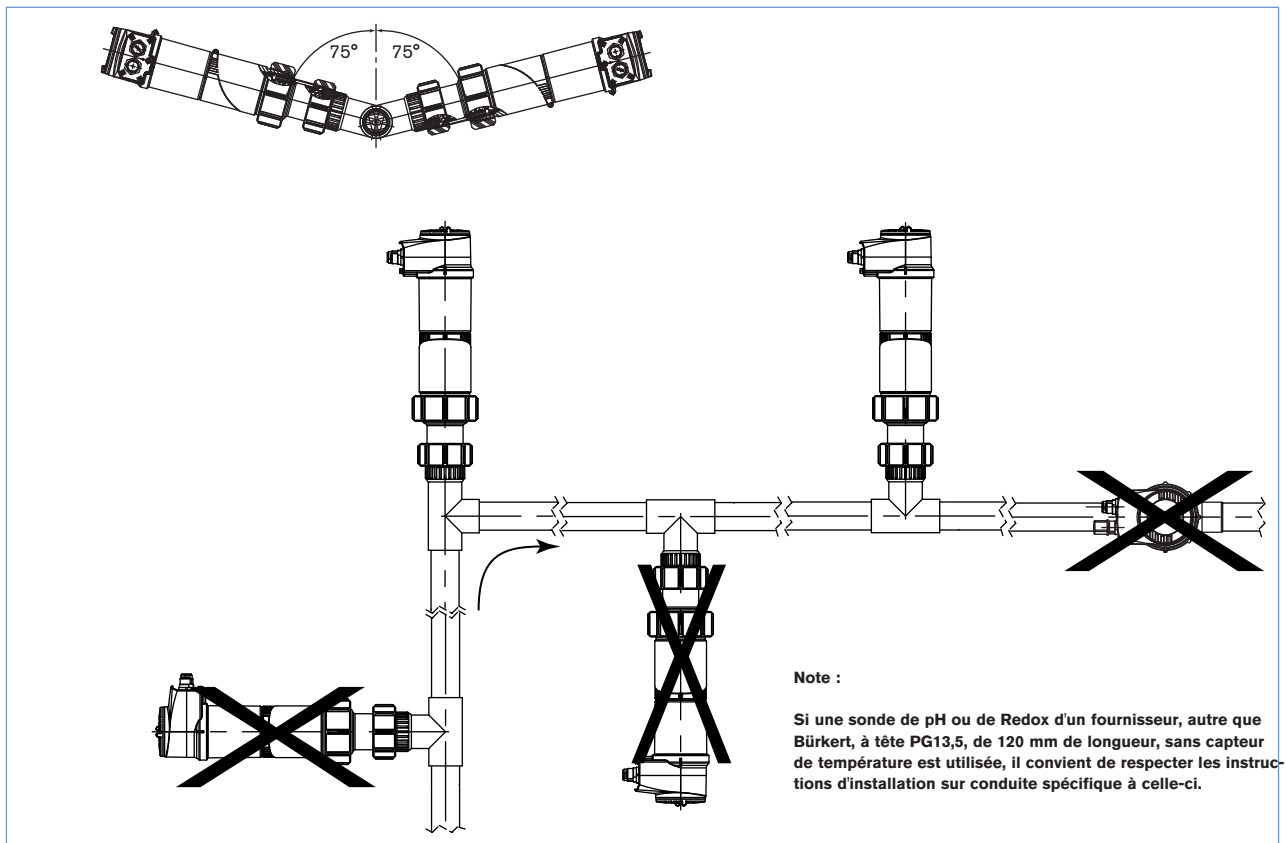 75° 75°
Note :
Si une sonde de pH ou de Redox d'un fournisseur, autre que
Bürkert, à tête PG13,5, de 120 mm de longueur, sans capteur
de température est utilisée, il convient de respecter les instruc-
tions d'installation sur conduite spécifique à celle-ci.